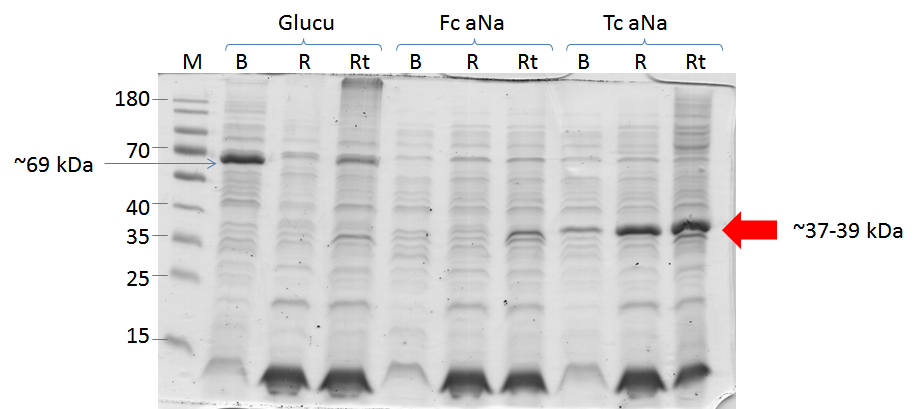 Glucu Fc aNa Tc aNa
M B R Rt B R Rt B R Rt
180
70
~69 kDa
40
35
~37-39 kDa
25
15